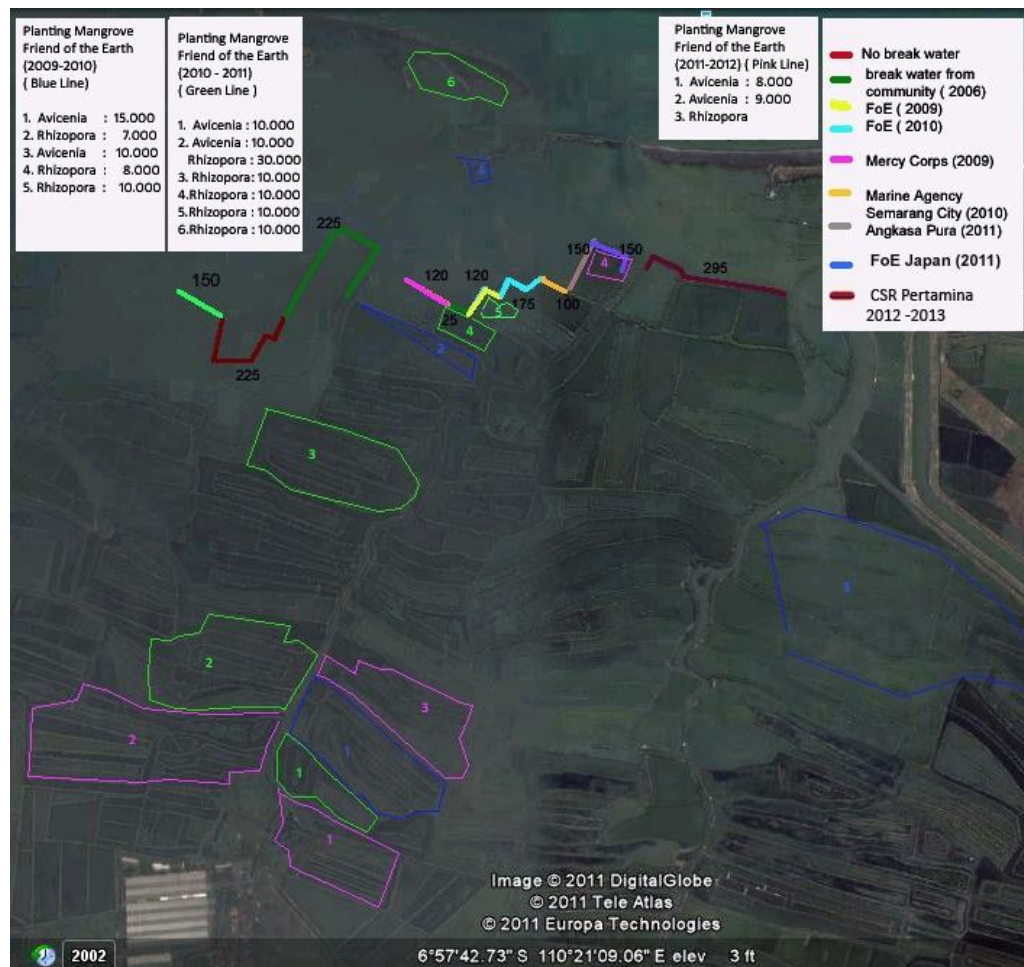 Planting Mangrove
Friend of the Earth
(2009-2010)
( Blue Line)
1. Avicenia : 15.000
2. Rhizopora : 7.000
3. Avicenia : 10.000
4. Rhizopora : 8.000
5. Rhizopora : 10.000
Planting Mangrove
Friend of the Earth
(2010 - 2011)
( Green Line )
1. Avicenia : 10.000
2. Avicenia : 10.000
Rhizopora : 30.000
3. Rhizopora: 10.000
4.Rhizopora : 10.000
5.Rhizopora : 10.000
6.Rhizopora : 10.000
Planting Mangrove
Friend of the Earth
(2011-2012) ( Pink Line)
1. Avicenia : 8.000
2. Avicenia : 9.000
3. Rhizopora
No break water
break water from
community ( 2006)
FoE ( 2009)
FoE ( 2010)
Mercy Corps (2009)
Marine Agency
Semarang City (2010)
Angkasa Pura (2011)
FoE Japan (2011)
CSR Pertamina
2012 -2013
6
225
150
225
120
120
25
175
100
150
150
295
4
4
5
2
3
2
2
3
1
1
1
Image © 2011 DigitalGlobe
© 2011 Tele Atlas
© 2011 Europa Technologies
2002
6°57'42.73" S 110°21'09.06" E elev 3 ft